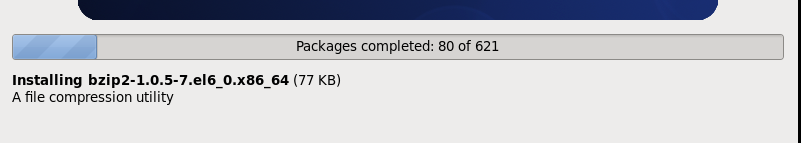 Packages completed: 80 of 621
Installing bzip2-1.0.5-7.el6_0.x86_64 (77 KB)
A file compression utility